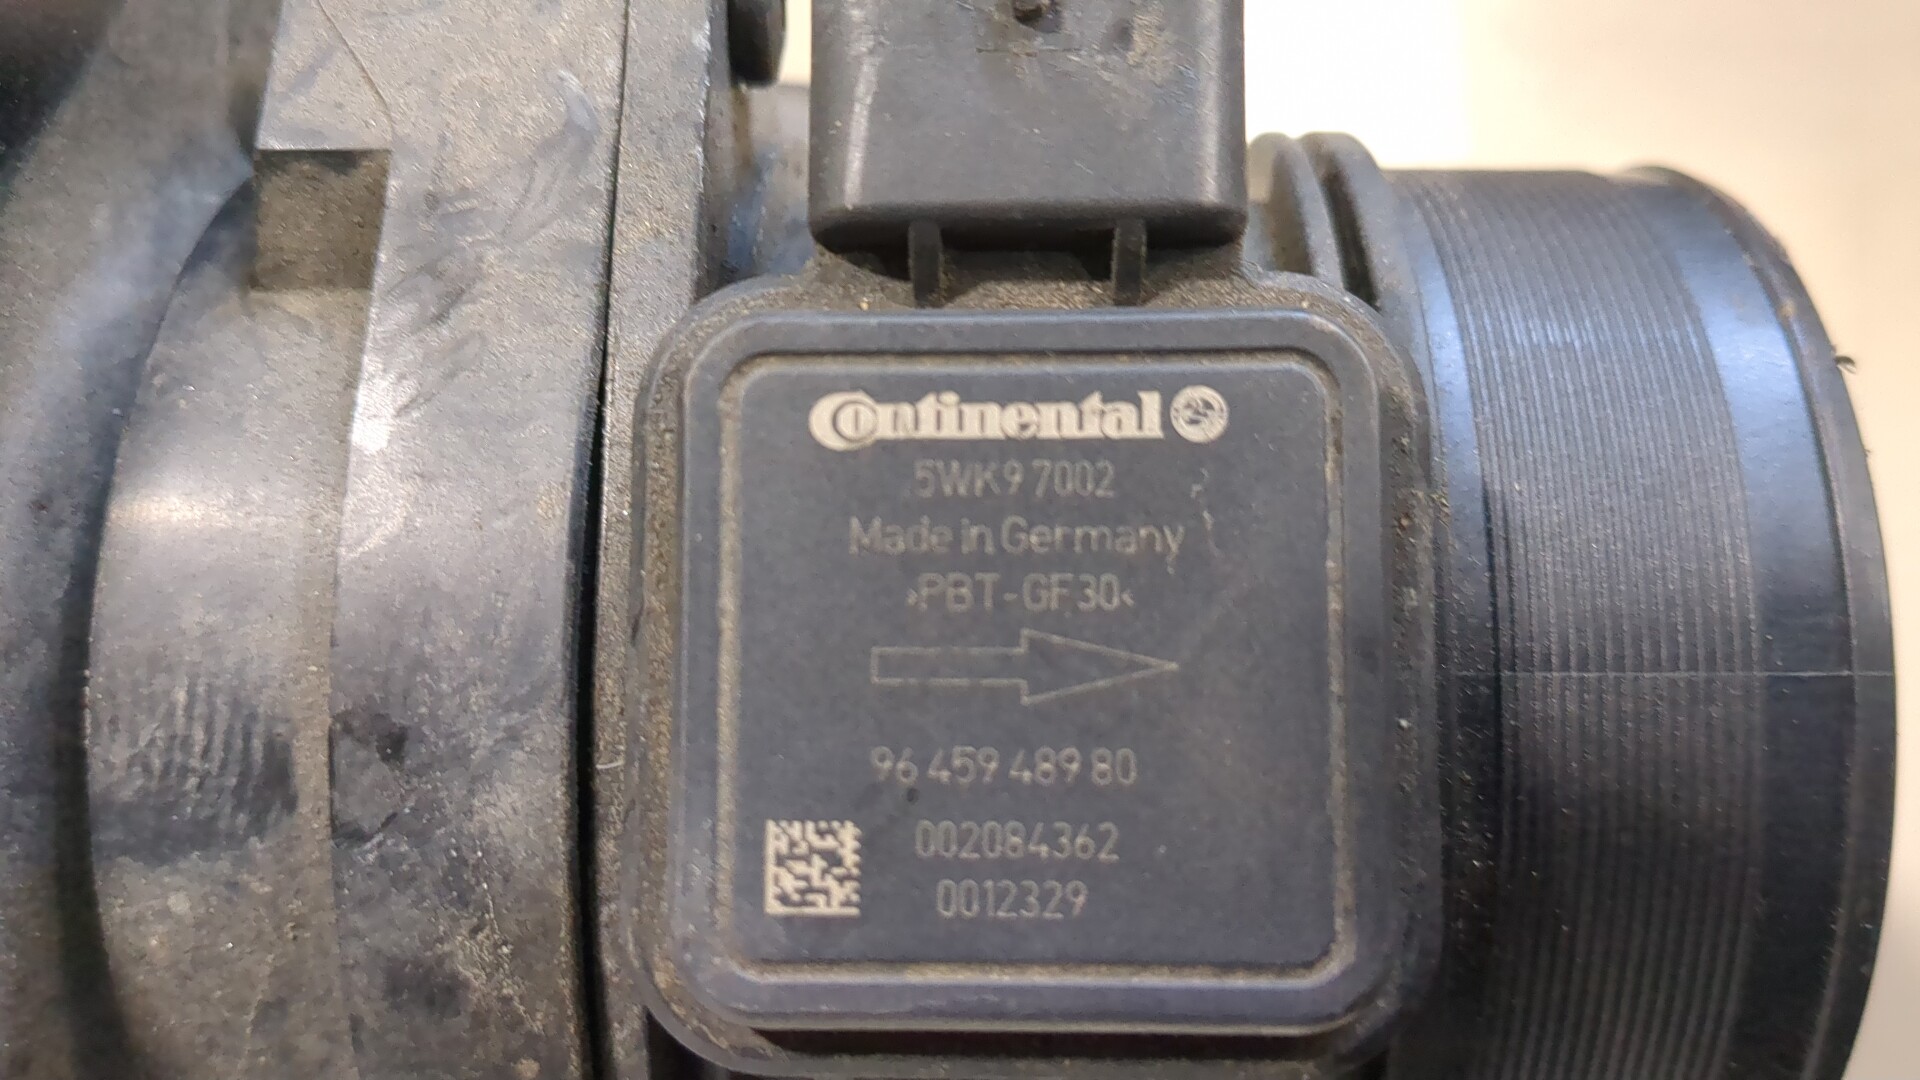 Continental
5WK9 7002
Made in Germany
›PBT-GF30‹
96 459 489 80
002084362
0012329